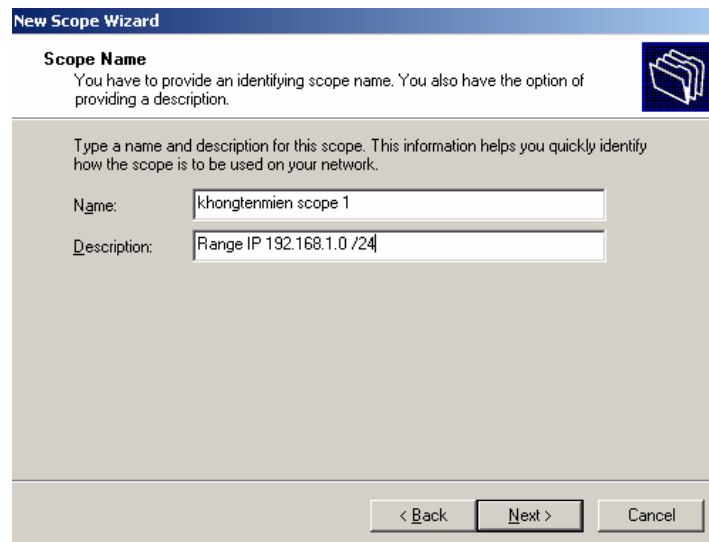 New Scope Wizard
Scope Name
You have to provide an identifying scope name. You also have the option of
providing a description.
Type a name and description for this scope. This information helps you quickly identify
how the scope is to be used on your network.
Name:
khongtenmien scope 1
Description:
Range IP 192.168.1.0 /24
< Back
Next >
Cancel